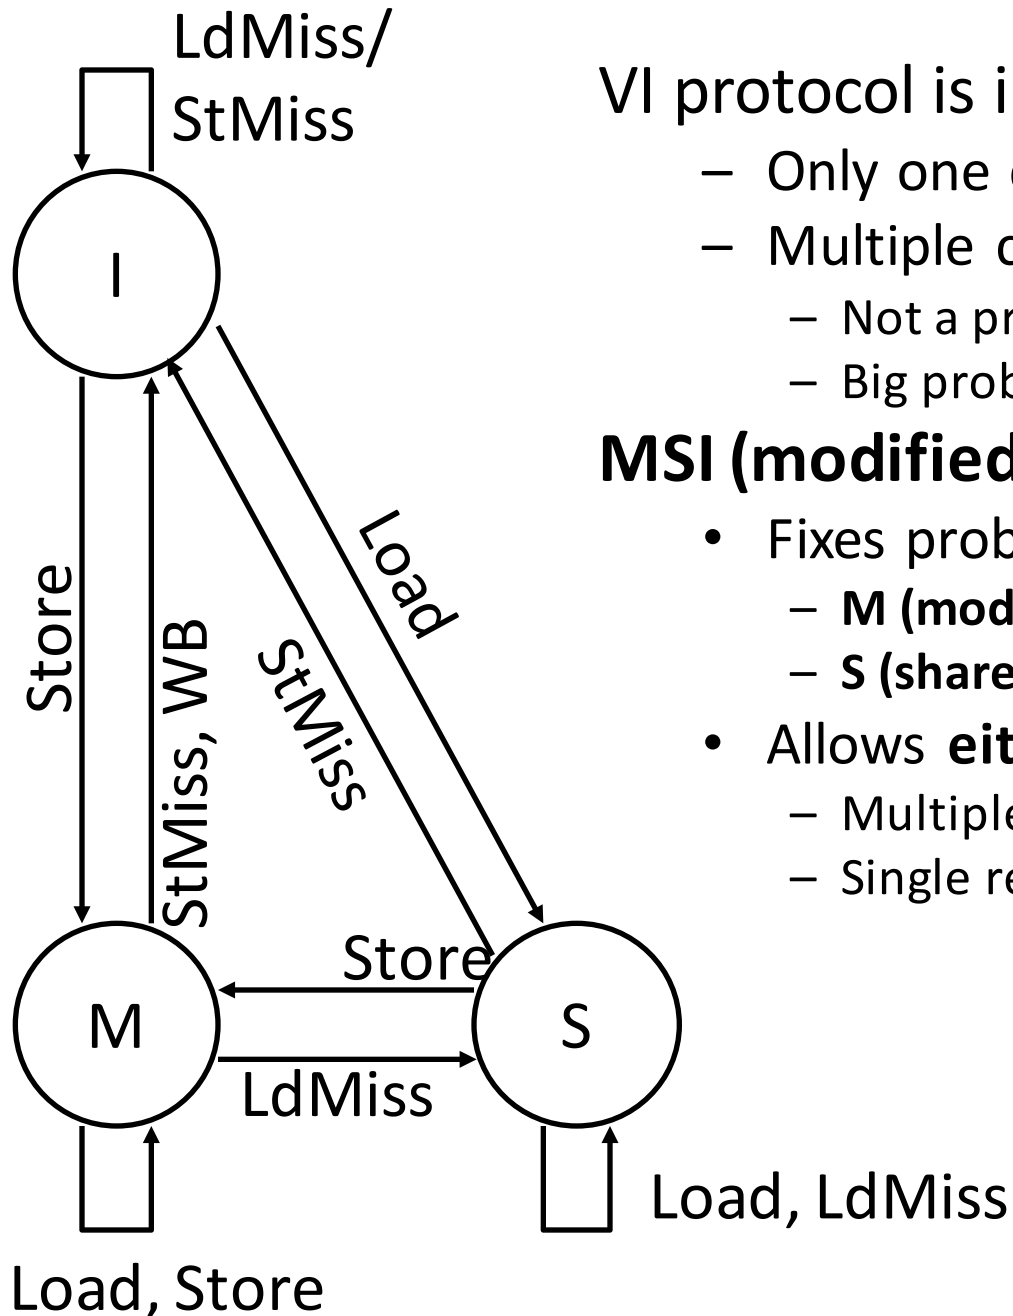 LdMiss/
StMiss
I
Store
StMiss, WB
StMiss
Load
Store
M
LdMiss
S
Load, Store
Load, LdMiss
VI protocol is i
– Only one
– Multiple
– Not a pr
– Big prob
MSI (modified
• Fixes prob
– M (mod
– S (share
• Allows eit
– Multiple
– Single re